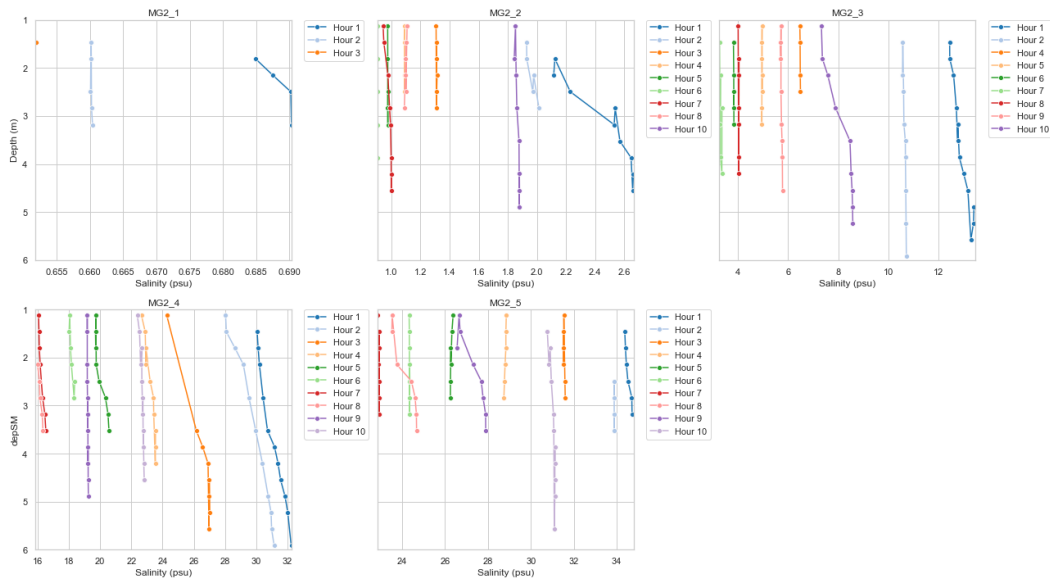 MG2_1
MG2_2
MG2_3
1
2
3
4
5
6
Depth (m)
0.655 0.660 0.665 0.670 0.675 0.680 0.685 0.690
Salinity (psu)
Hour 1
Hour 2
Hour 3
1.0 1.2 1.4 1.6 1.8 2.0 2.2 2.4 2.6
Salinity (psu)
Hour 1
Hour 2
Hour 3
Hour 4
Hour 5
Hour 6
Hour 7
Hour 8
Hour 10
4 6 8 10 12
Salinity (psu)
Hour 1
Hour 2
Hour 4
Hour 5
Hour 6
Hour 7
Hour 8
Hour 9
Hour 10
MG2_4
MG2_5
1
2
3
4
5
6
depSM
16 18 20 22 24 26 28 30 32
Salinity (psu)
Hour 1
Hour 2
Hour 3
Hour 4
Hour 5
Hour 6
Hour 7
Hour 8
Hour 9
Hour 10
24 26 28 30 32 34
Salinity (psu)
Hour 1
Hour 2
Hour 3
Hour 4
Hour 5
Hour 6
Hour 7
Hour 8
Hour 9
Hour 10